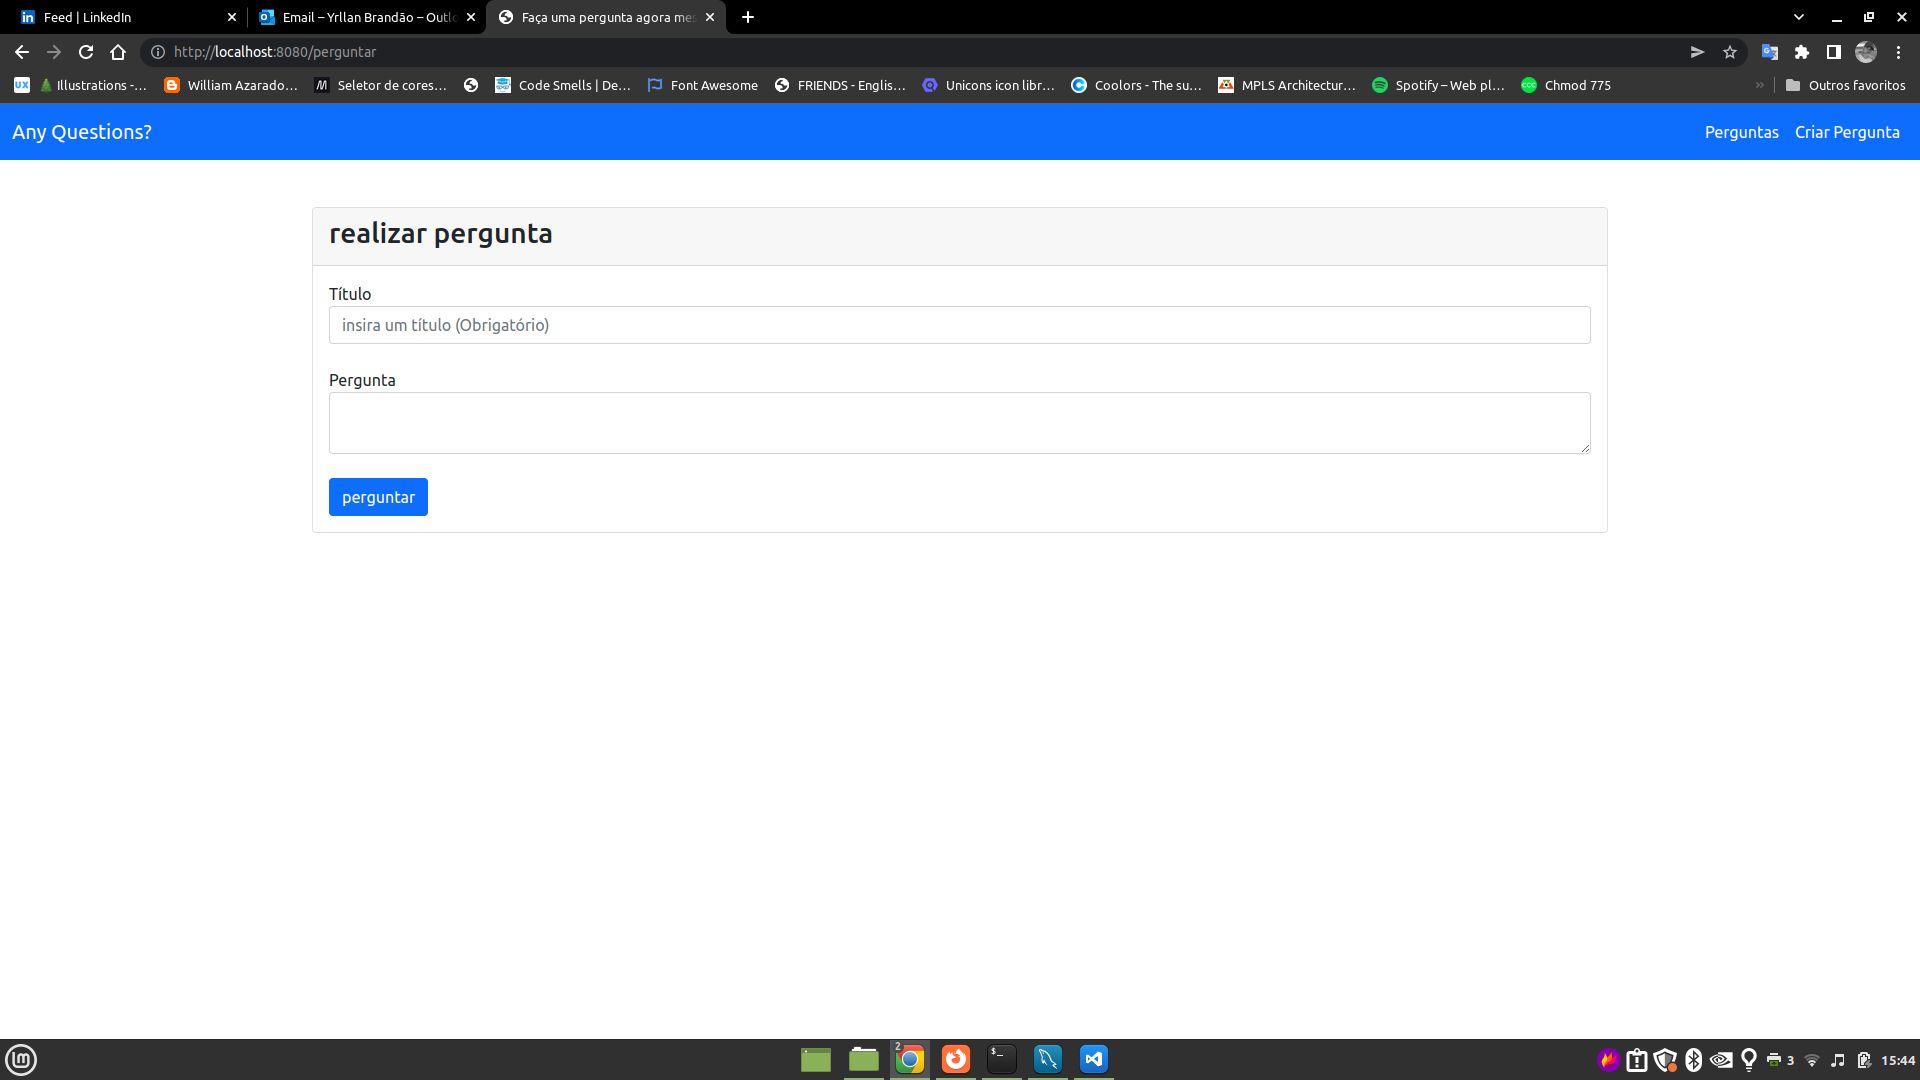 Feed | LinkedIn
Email – Yrllan Brandão – Outlo
Faça uma pergunta agora mes
http://localhost:8080/perguntar
UX
Illustrations -...
William Azarado...
Seletor de cores...
Code Smells | De...
Font Awesome
FRIENDS - Englis...
Unicons icon libr...
Coolors - The su...
MPLS Architectur...
Spotify – Web pl...
Chmod 775
»
Outros favoritos
Any Questions?
Perguntas
Criar Pergunta
realizar pergunta
Título
insira um título (Obrigatório)
Pergunta
perguntar
2
3
15:44